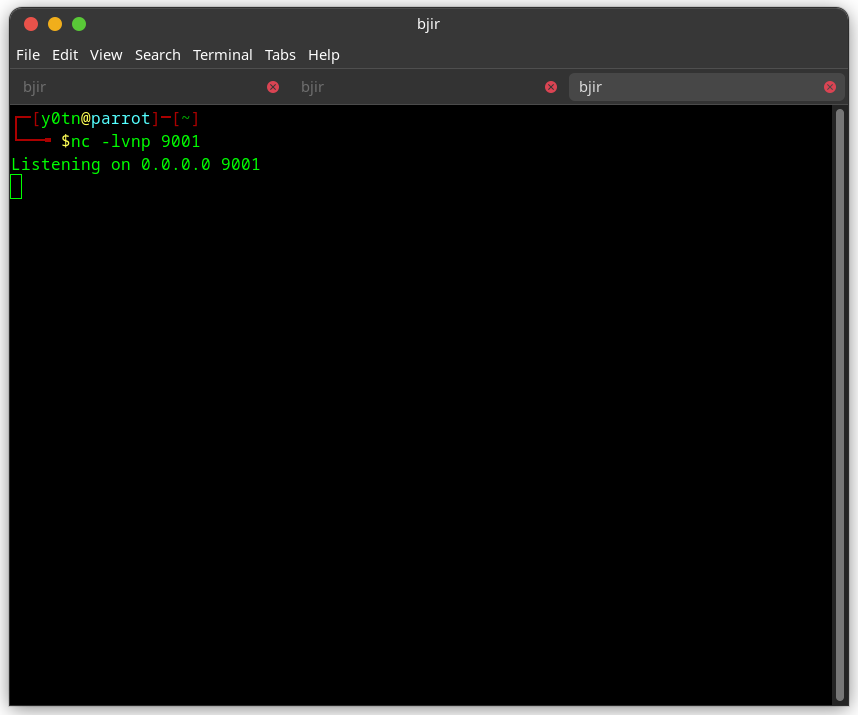 bjir
File Edit View Search Terminal Tabs Help
bjir bjir bjir
┌─[y0tn@parrot]─[~]
└──╼ $nc -lvnp 9001
Listening on 0.0.0.0 9001